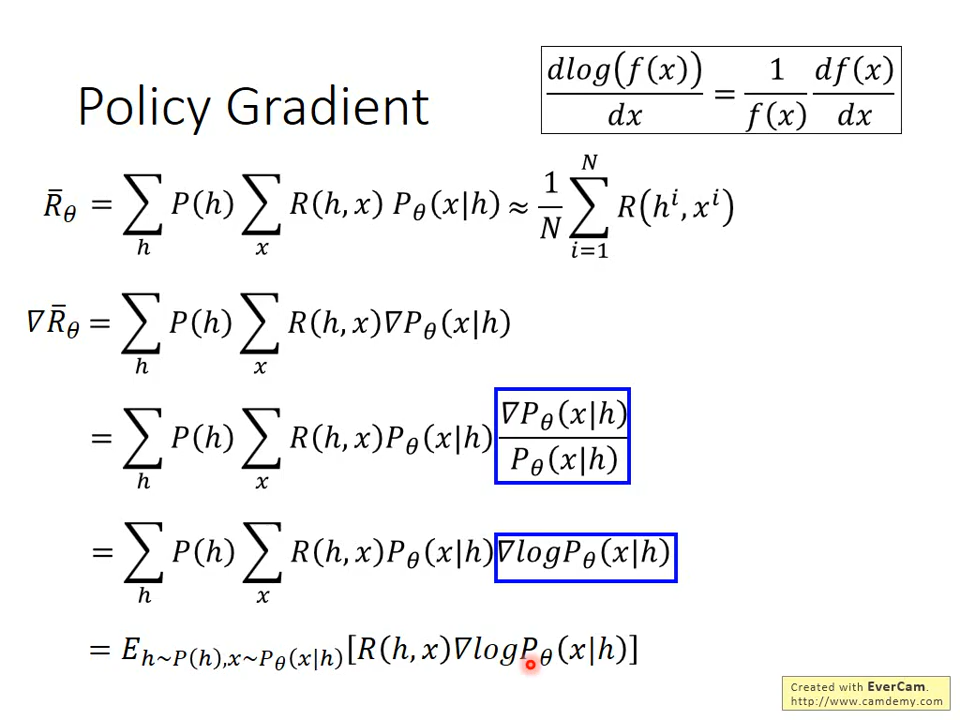 Policy Gradient
dlog(f(x))/dx = 1/f(x) df(x)/dx
R̄_θ = ∑_h P(h) ∑_x R(h, x) P_θ(x|h) ≈ 1/N ∑_{i=1}^{N} R(h^i, x^i)
∇R̄_θ = ∑_h P(h) ∑_x R(h, x)∇P_θ(x|h)
= ∑_h P(h) ∑_x R(h, x)P_θ(x|h) ∇P_θ(x|h)/P_θ(x|h)
= ∑_h P(h) ∑_x R(h, x)P_θ(x|h)∇logP_θ(x|h)
= E_{h~P(h),x~P_θ(x|h)}[R(h, x)∇logP_θ(x|h)]
Created with EverCam.
http://www.camdemy.com